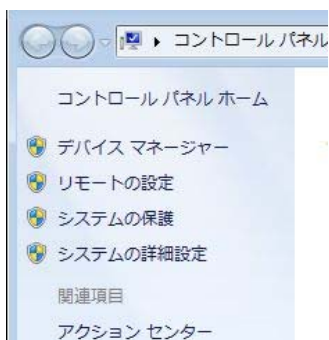 コントロール パネル
コントロール パネル ホーム
デバイス マネージャー
リモートの設定
システムの保護
システムの詳細設定
関連項目
アクション センター